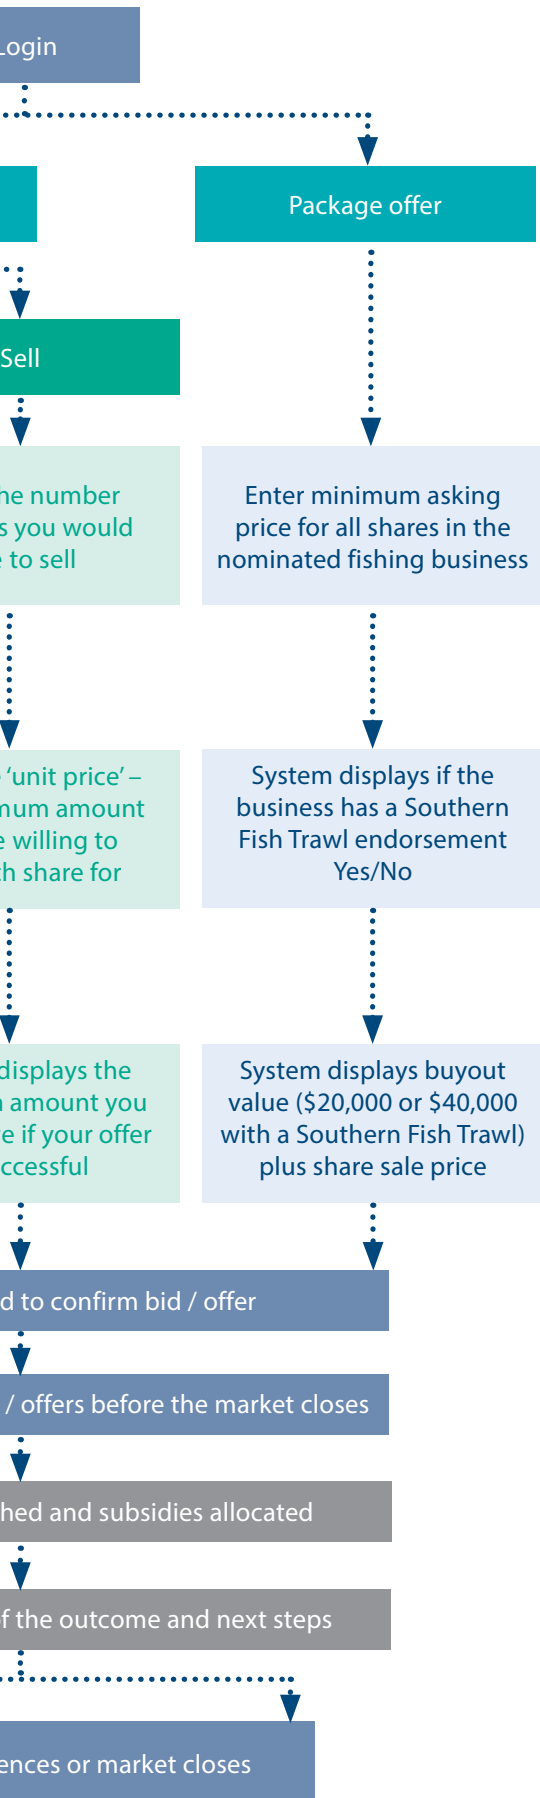 Login
Package offer
Sell
he number
s you would
to sell
Enter minimum asking
price for all shares in the
nominated fishing business
‘unit price’ –
mum amount
e willing to
ch share for
System displays if the
business has a Southern
Fish Trawl endorsement
Yes/No
displays the
amount you
ve if your offer
ccessful
System displays buyout
value ($20,000 or $40,000
with a Southern Fish Trawl)
plus share sale price
d to confirm bid / offer
/ offers before the market closes
hed and subsidies allocated
f the outcome and next steps
ences or market closes